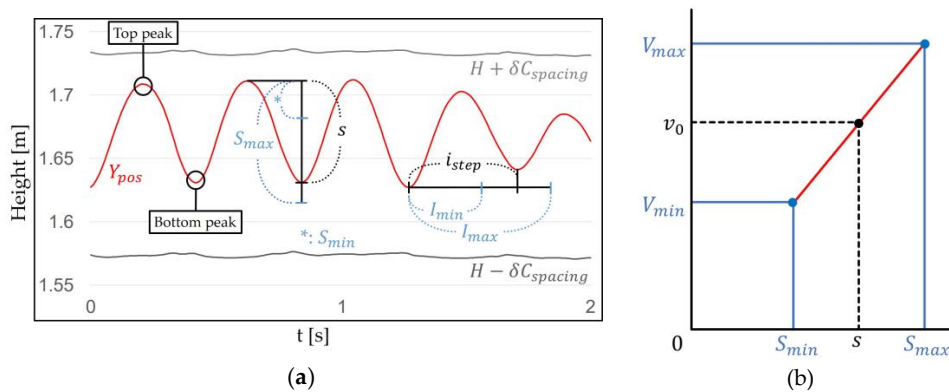 Top peak
1.75
1.7
1.65
1.6
1.55
Height [m]
H + δC_spacing
Y_pos
*
S_max
s
i_step
I_min
I_max
Bottom peak
*: S_min
H − δC_spacing
0
1
2
t [s]
(a)
V_max
v_0
V_min
0
S_min
s
S_max
(b)